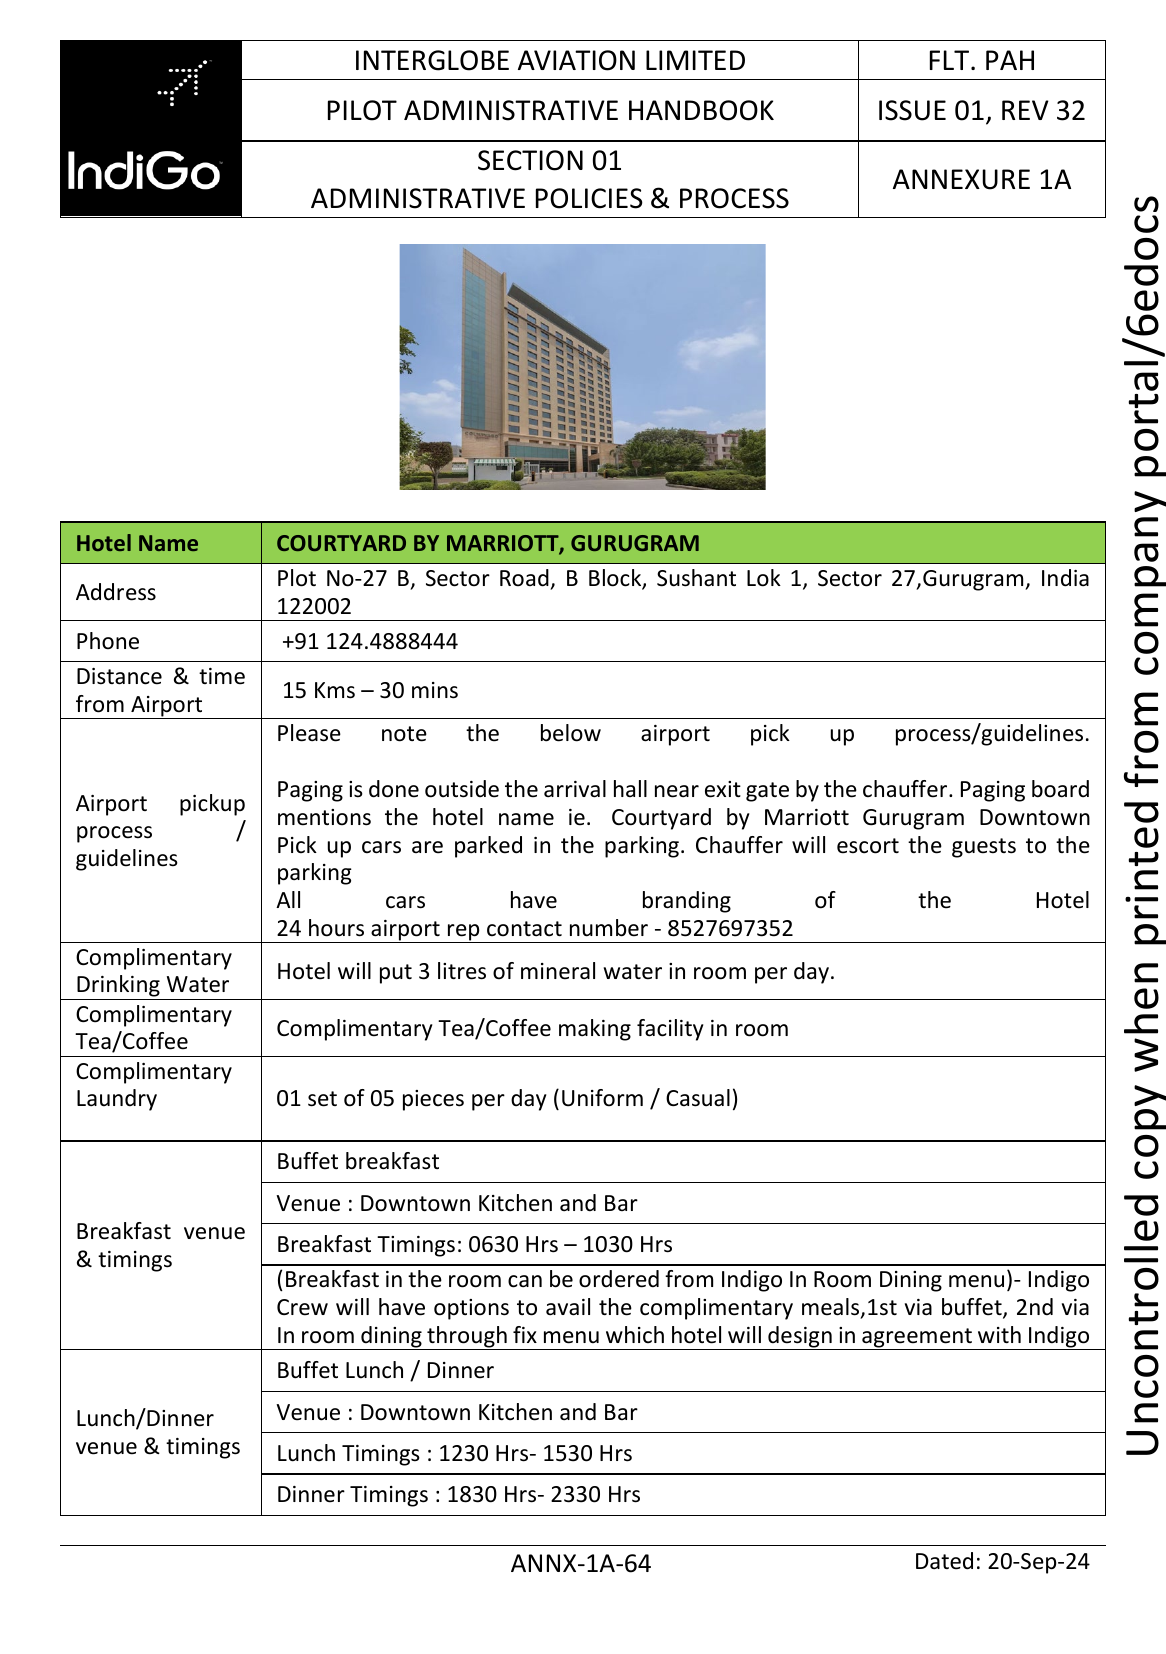 IndiGo
INTERGLOBE AVIATION LIMITED
FLT. PAH
PILOT ADMINISTRATIVE HANDBOOK
ISSUE 01, REV 32
SECTION 01
ADMINISTRATIVE POLICIES & PROCESS
ANNEXURE 1A
Hotel Name
COURTYARD BY MARRIOTT, GURUGRAM
Address
Plot No-27 B, Sector Road, B Block, Sushant Lok 1, Sector 27,Gurugram, India
122002
Phone
+91 124.4888444
Distance & time
from Airport
15 Kms – 30 mins
Airport pickup
process /
guidelines
Please note the below airport pick up process/guidelines.
Paging is done outside the arrival hall near exit gate by the chauffer. Paging board
mentions the hotel name ie. Courtyard by Marriott Gurugram Downtown
Pick up cars are parked in the parking. Chauffer will escort the guests to the
parking
All cars have branding of the Hotel
24 hours airport rep contact number - 8527697352
Complimentary
Drinking Water
Hotel will put 3 litres of mineral water in room per day.
Complimentary
Tea/Coffee
Complimentary Tea/Coffee making facility in room
Complimentary
Laundry
01 set of 05 pieces per day (Uniform / Casual)
Breakfast venue
& timings
Buffet breakfast
Venue : Downtown Kitchen and Bar
Breakfast Timings: 0630 Hrs – 1030 Hrs
(Breakfast in the room can be ordered from Indigo In Room Dining menu)- Indigo
Crew will have options to avail the complimentary meals,1st via buffet, 2nd via
In room dining through fix menu which hotel will design in agreement with Indigo
Lunch/Dinner
venue & timings
Buffet Lunch / Dinner
Venue : Downtown Kitchen and Bar
Lunch Timings : 1230 Hrs- 1530 Hrs
Dinner Timings : 1830 Hrs- 2330 Hrs
ANNX-1A-64
Dated: 20-Sep-24
Uncontrolled copy when printed from company portal/6edocs